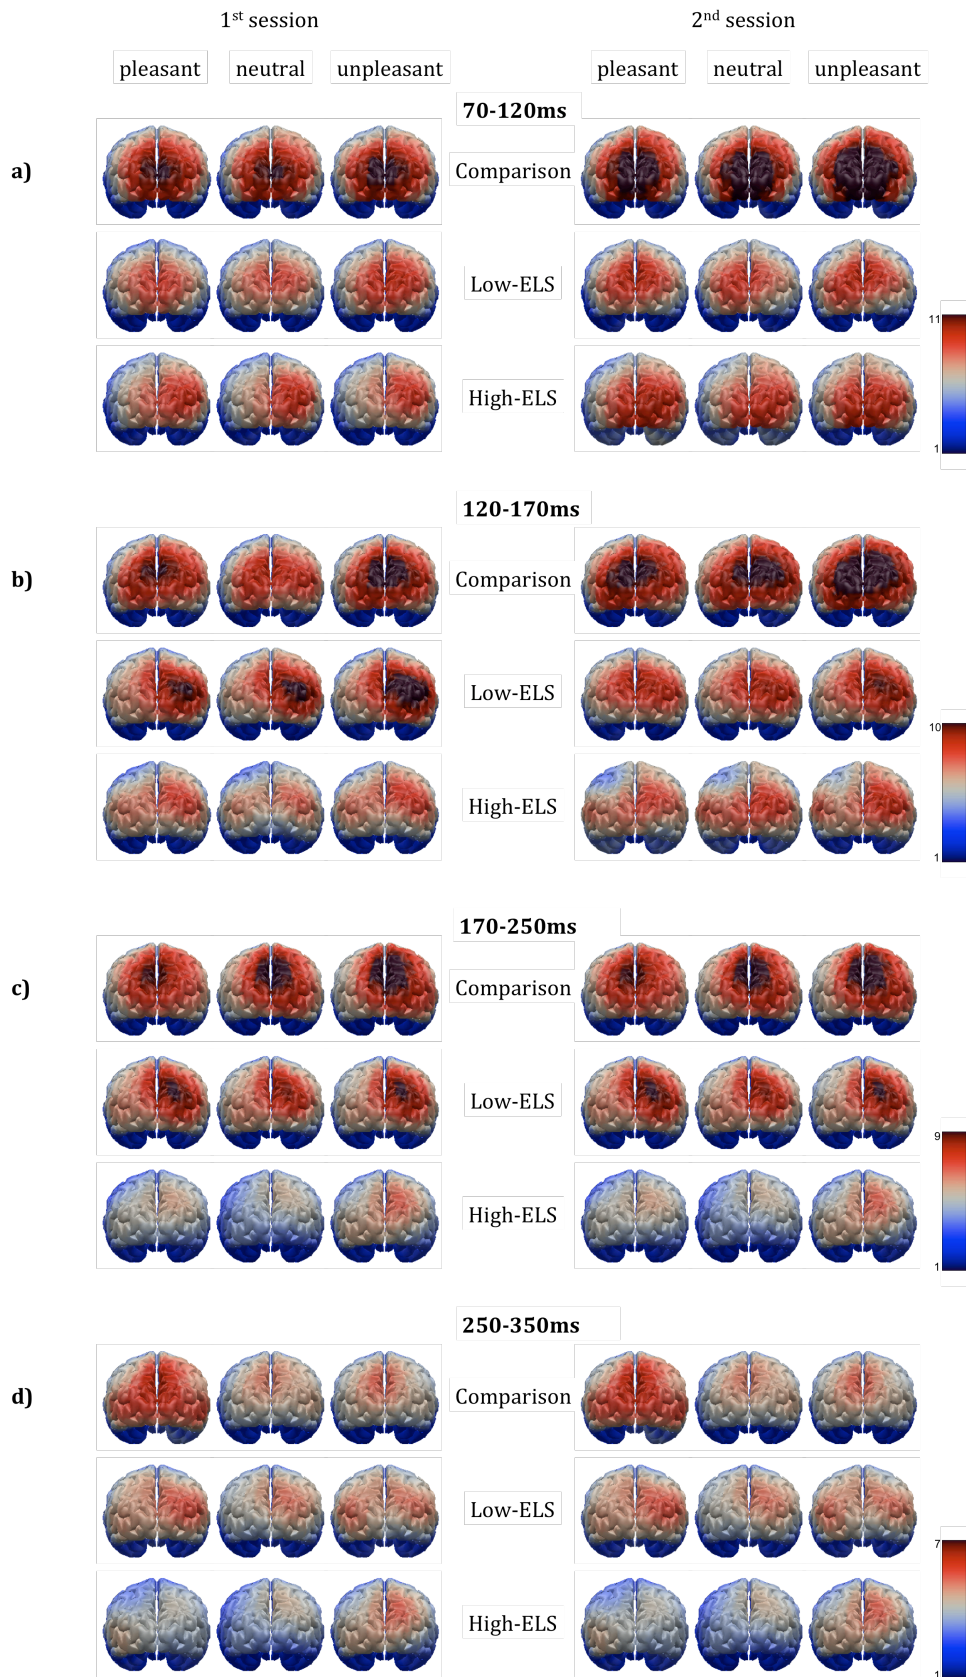 1st session 2nd session
pleasant neutral unpleasant pleasant neutral unpleasant
70-120ms
a) Comparison
Low-ELS
11
High-ELS
1
120-170ms
b) Comparison
Low-ELS
10
High-ELS
1
170-250ms
c) Comparison
Low-ELS
9
High-ELS
1
250-350ms
d) Comparison
Low-ELS
7
High-ELS
1